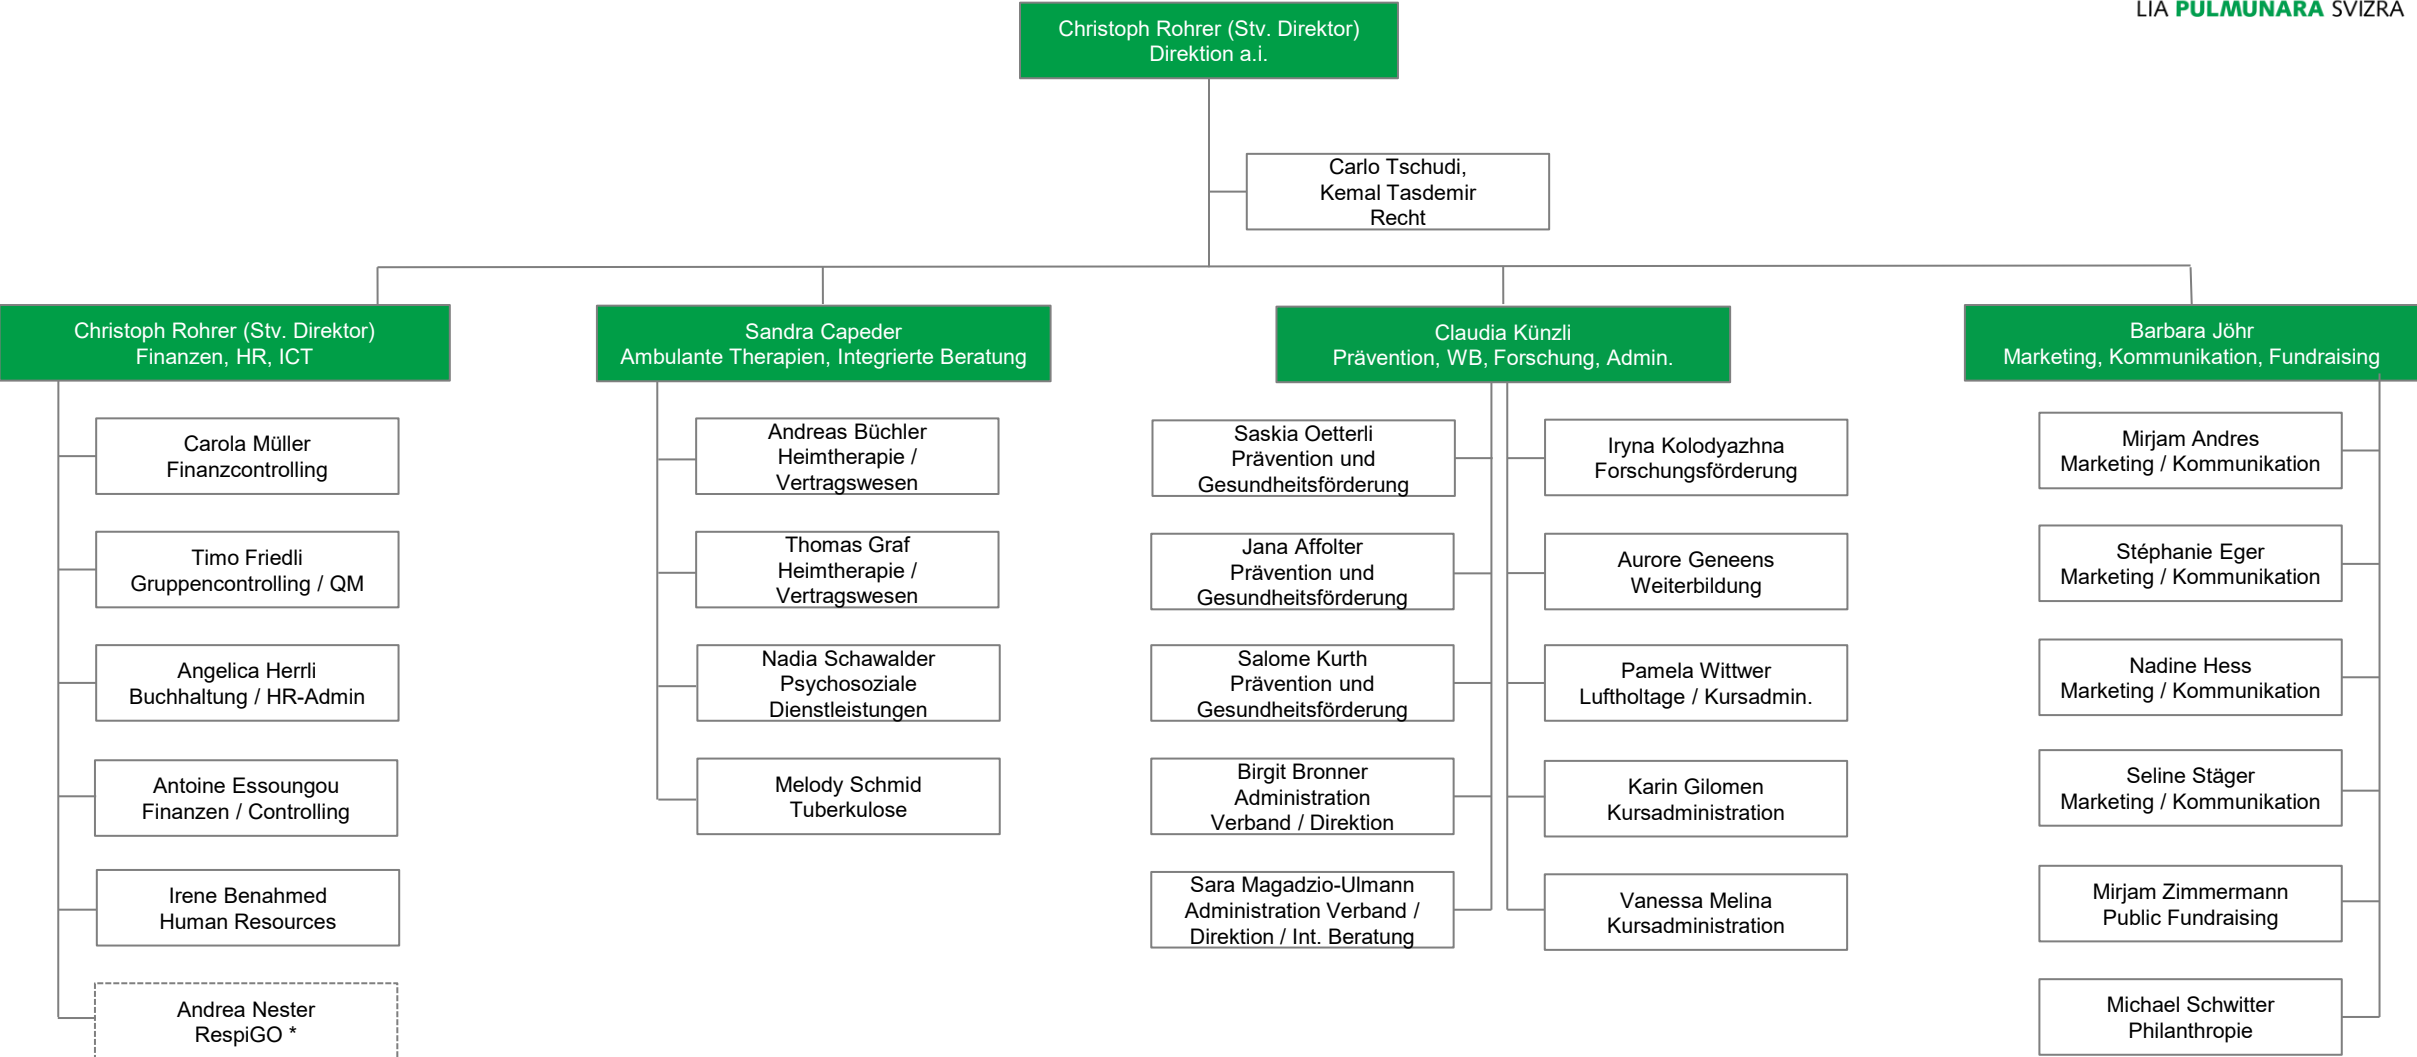 LIA PULMUNARA SVIZRA
Christoph Rohrer (Stv. Direktor)
Direktion a.i.
Carlo Tschudi,
Kemal Tasdemir
Recht
Christoph Rohrer (Stv. Direktor)
Finanzen, HR, ICT
Carola Müller
Finanzcontrolling
Timo Friedli
Gruppencontrolling / QM
Angelica Herrli
Buchhaltung / HR-Admin
Antoine Essoungou
Finanzen / Controlling
Irene Benahmed
Human Resources
Andrea Nester
RespiGO *
Sandra Capeder
Ambulante Therapien, Integrierte Beratung
Andreas Büchler
Heimtherapie /
Vertragswesen
Thomas Graf
Heimtherapie /
Vertragswesen
Nadia Schawalder
Psychosoziale
Dienstleistungen
Melody Schmid
Tuberkulose
Claudia Künzli
Prävention, WB, Forschung, Admin.
Saskia Oetterli
Prävention und
Gesundheitsförderung
Jana Affolter
Prävention und
Gesundheitsförderung
Salome Kurth
Prävention und
Gesundheitsförderung
Birgit Bronner
Administration
Verband / Direktion
Sara Magadzio-Ulmann
Administration Verband /
Direktion / Int. Beratung
Iryna Kolodyazhna
Forschungsförderung
Aurore Geneens
Weiterbildung
Pamela Wittwer
Luftholtage / Kursadmin.
Karin Gilomen
Kursadministration
Vanessa Melina
Kursadministration
Barbara Jöhr
Marketing, Kommunikation, Fundraising
Mirjam Andres
Marketing / Kommunikation
Stéphanie Eger
Marketing / Kommunikation
Nadine Hess
Marketing / Kommunikation
Seline Stäger
Marketing / Kommunikation
Mirjam Zimmermann
Public Fundraising
Michael Schwitter
Philanthropie